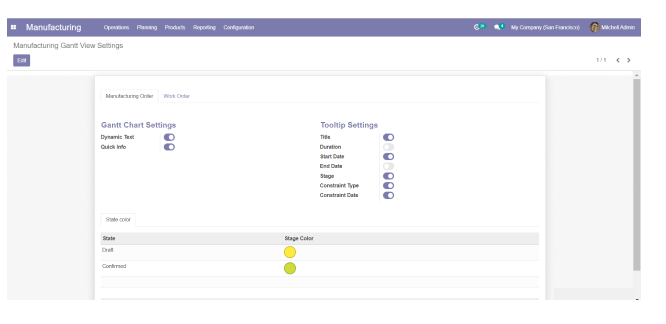 Manufacturing Operations Planning Products Reporting Configuration My Company (San Francisco) Mitchell Admin
Manufacturing Gantt View Settings
Edit 1 / 1
Manufacturing Order Work Order
Gantt Chart Settings Tooltip Settings
Dynamic Text Title
Quick Info Duration
Start Date
End Date
Stage
Constraint Type
Constraint Date
State color
State Stage Color
Draft
Confirmed